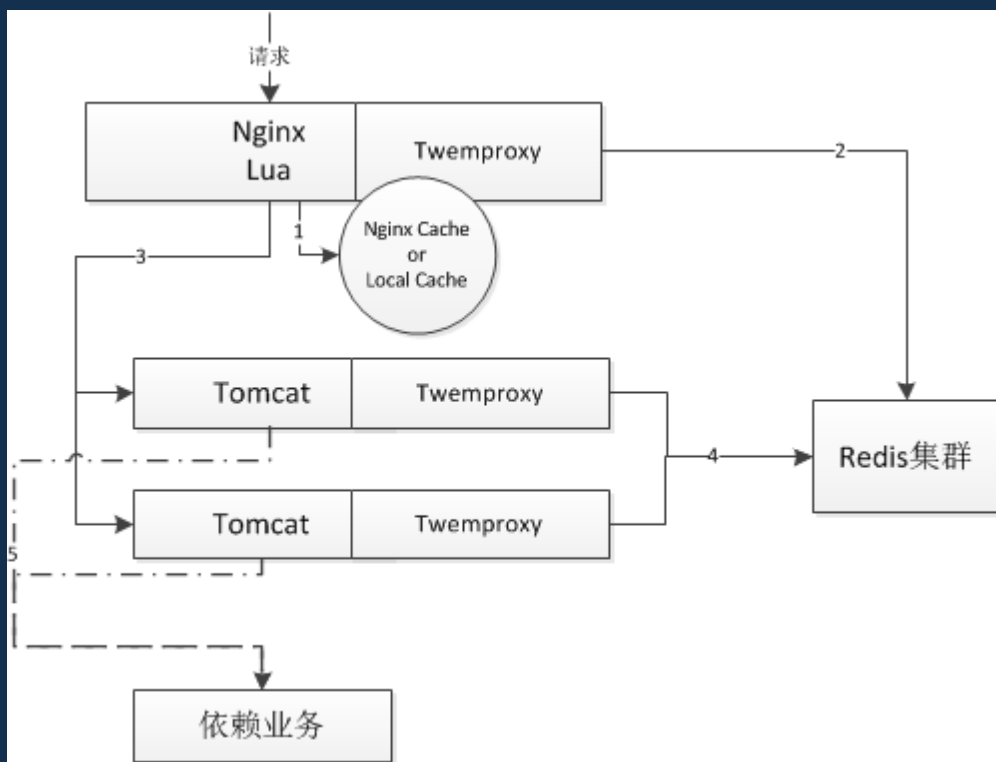 请求
Nginx
Lua
Twemproxy
2
1
Nginx Cache
or
Local Cache
3
Tomcat
Twemproxy
Redis集群
4
Tomcat
Twemproxy
5
依赖业务